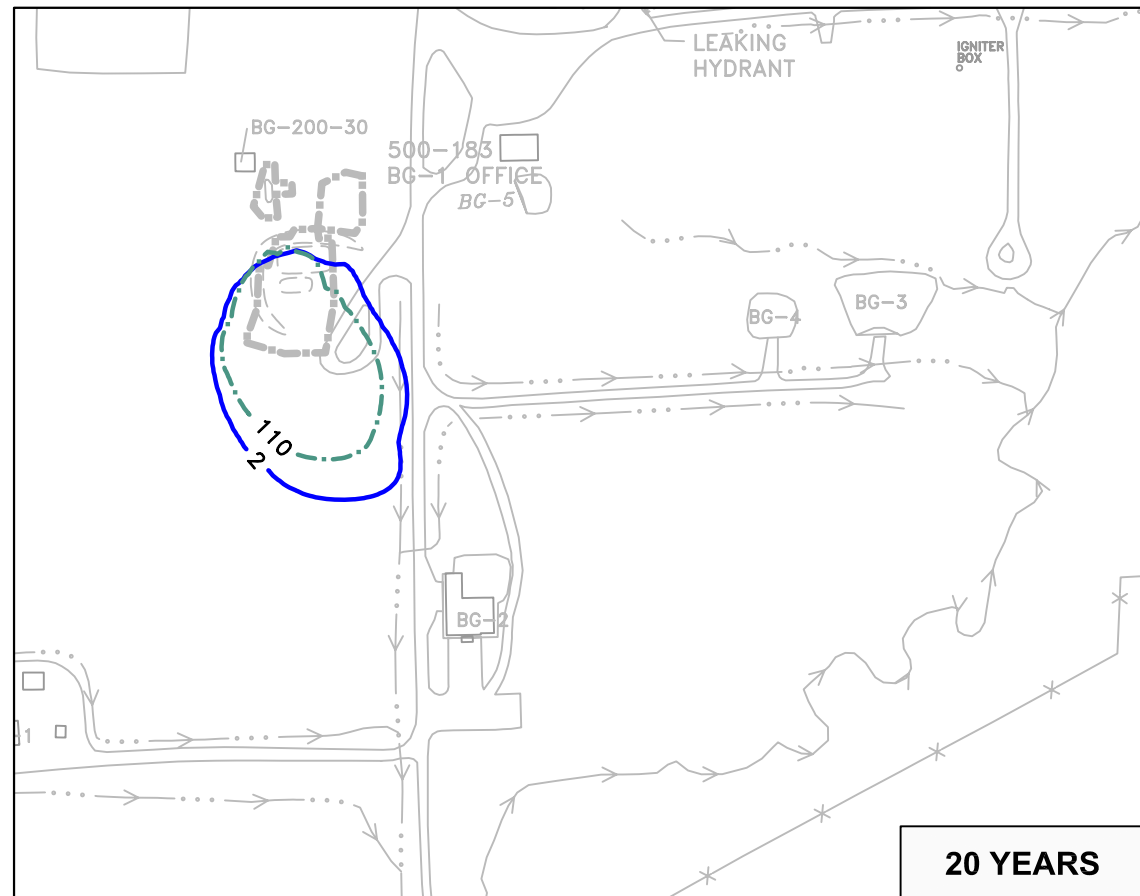 LEAKING
HYDRANT
IGNITER
BOX
BG-200-30
500-183
BG-1 OFFICE
BG-5
BG-4
BG-3
110
2
BG-2
1
20 YEARS